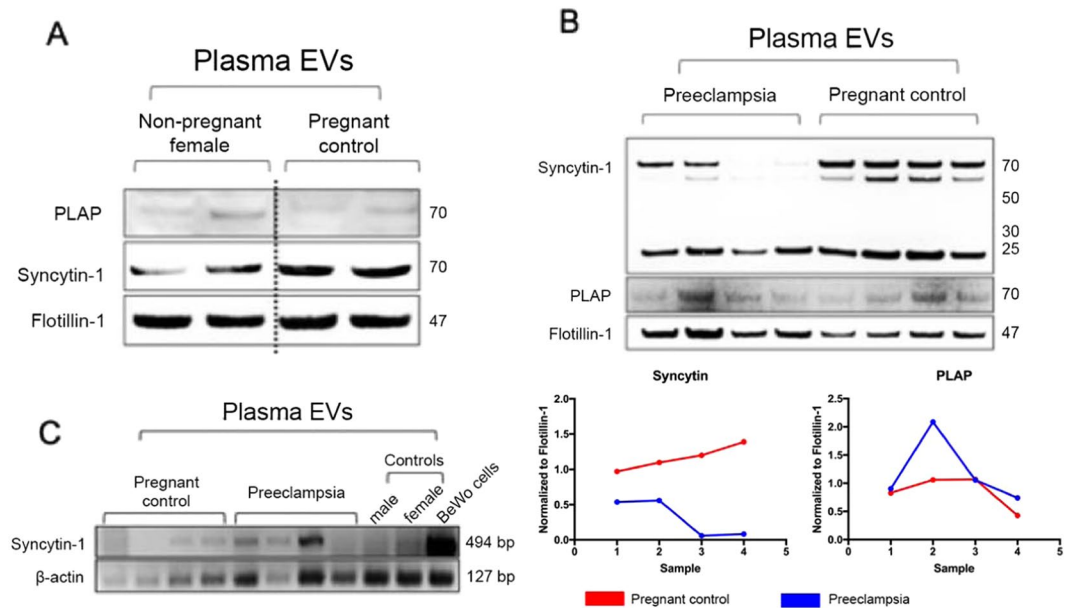 A
Plasma EVs
Non-pregnant
female
Pregnant
control
PLAP
70
Syncytin-1
70
Flotillin-1
47
B
Plasma EVs
Preeclampsia
Pregnant control
Syncytin-1
70
50
30
25
PLAP
70
Flotillin-1
47
C
Plasma EVs
Pregnant
control
Preeclampsia
Controls
male
female
BeWo cells
Syncytin-1
494 bp
β-actin
127 bp
Syncytin
Normalized to Flotillin-1
2.0
1.5
1.0
0.5
0.0
0 1 2 3 4 5
Sample
PLAP
Normalized to Flotillin-1
2.5
2.0
1.5
1.0
0.5
0.0
0 1 2 3 4 5
Sample
Pregnant control
Preeclampsia